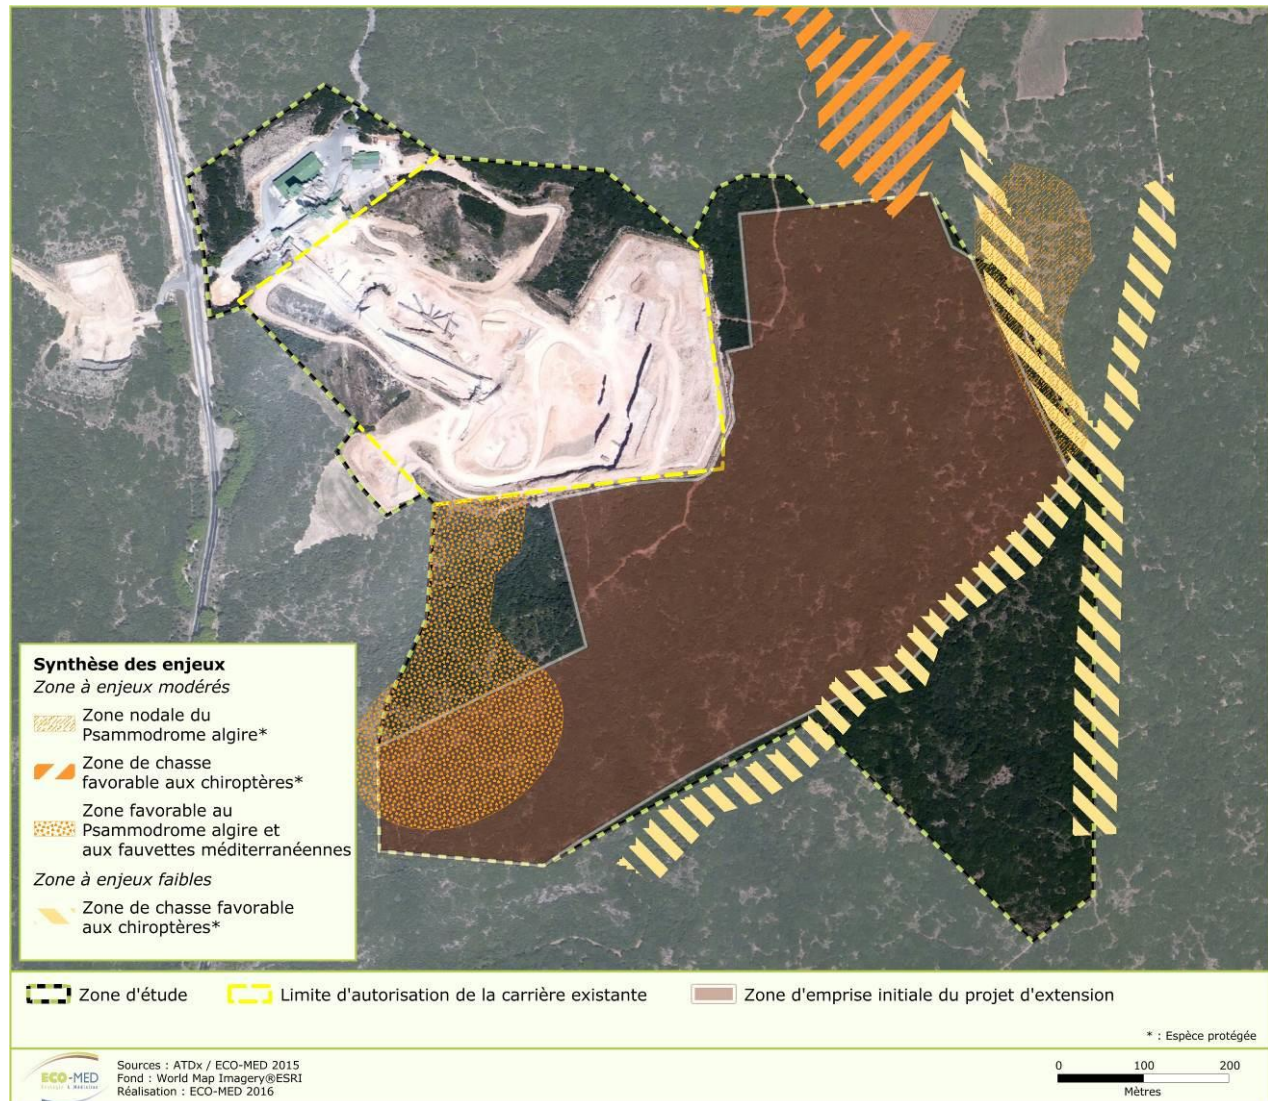 Synthèse des enjeux
Zone à enjeux modérés
Zone nodale du
Psammodrome algire*
Zone de chasse
favorable aux chiroptères*
Zone favorable au
Psammodrome algire et
aux fauvettes méditerranéennes
Zone à enjeux faibles
Zone de chasse favorable
aux chiroptères*
Zone d'étude
Limite d'autorisation de la carrière existante
Zone d'emprise initiale du projet d'extension
* : Espèce protégée
ECO-MED
Sources : ATDx / ECO-MED 2015
Fond : World Map Imagery®ESRI
Réalisation : ECO-MED 2016
0 100 200
Mètres